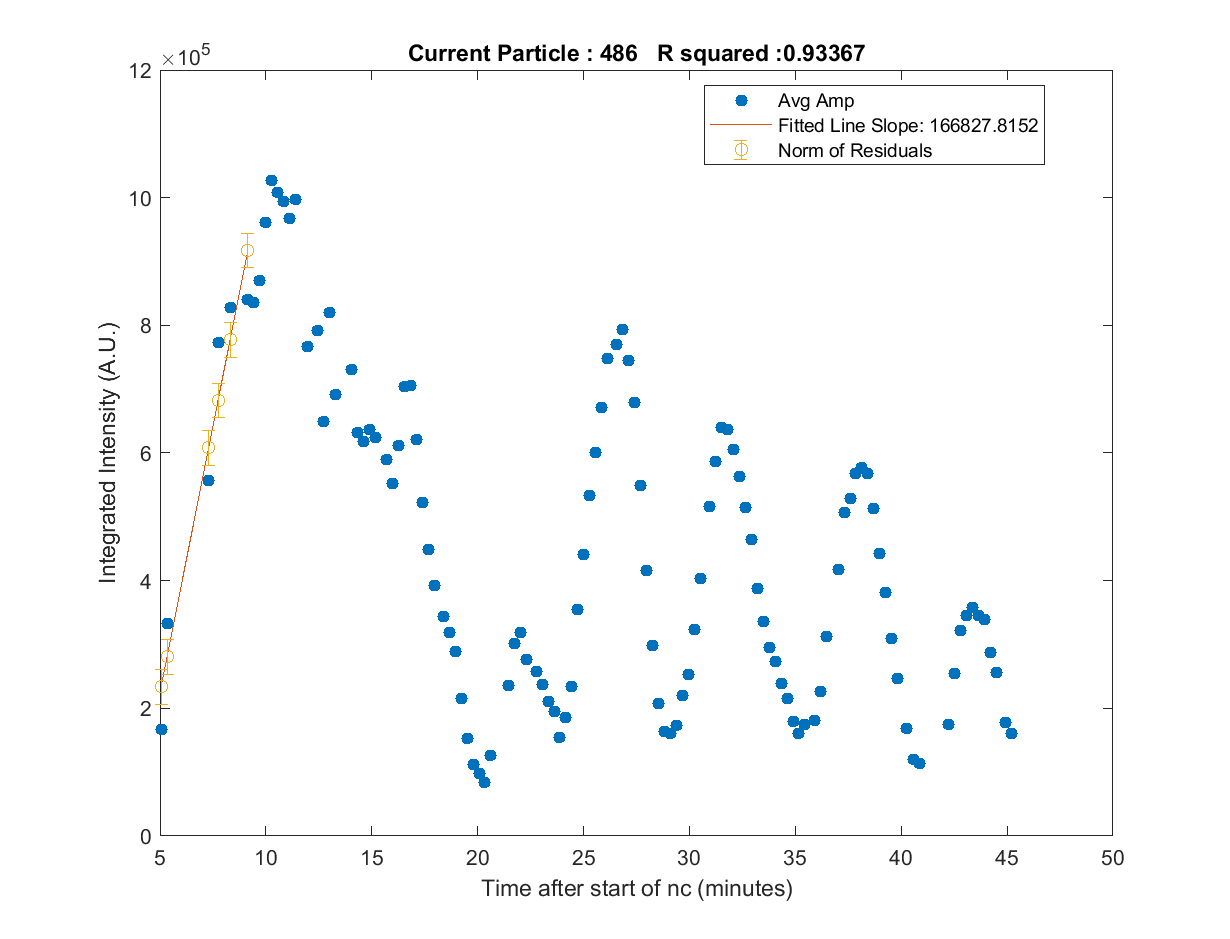 Current Particle : 486 R squared :0.93367
×10^5
Avg Amp
Fitted Line Slope: 166827.8152
Norm of Residuals
12
10
8
6
4
2
0
Integrated Intensity (A.U.)
5 10 15 20 25 30 35 40 45 50
Time after start of nc (minutes)